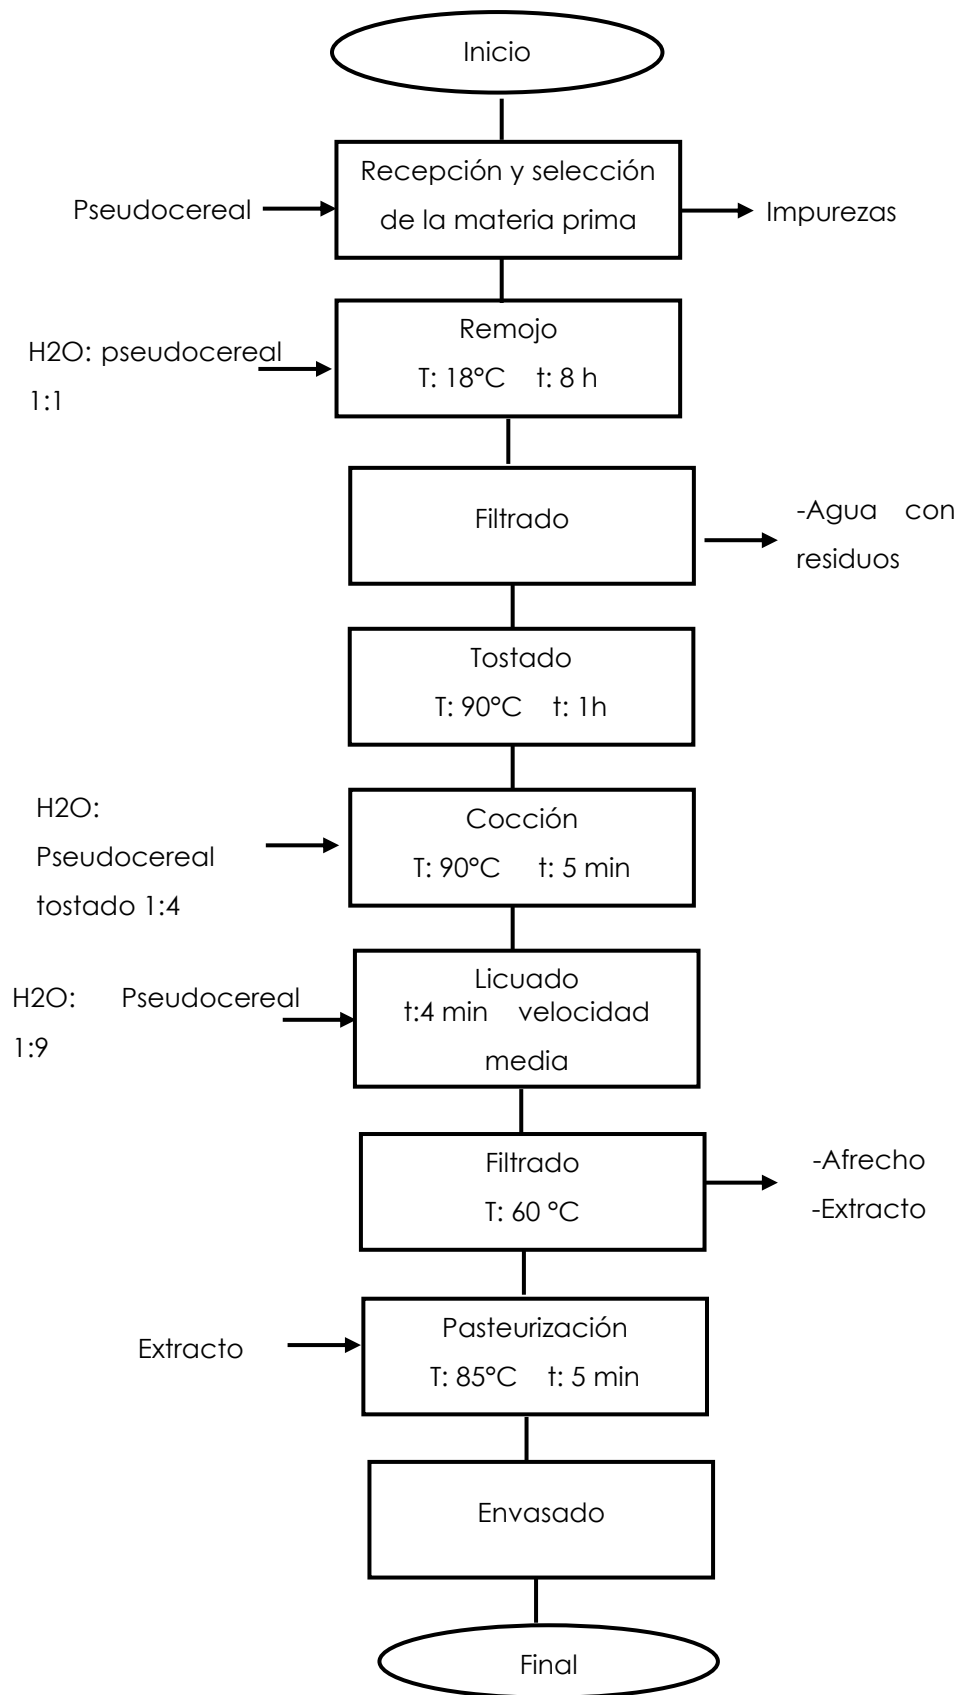 Inicio
Recepción y selección
de la materia prima
Pseudocereal
Impurezas
Remojo
T: 18°C t: 8 h
H2O: pseudocereal
1:1
Filtrado
-Agua con
residuos
Tostado
T: 90°C t: 1h
H2O:
Pseudocereal
tostado 1:4
Cocción
T: 90°C t: 5 min
H2O: Pseudocereal
1:9
Licuado
t:4 min velocidad
media
Filtrado
T: 60 °C
-Afrecho
-Extracto
Extracto
Pasteurización
T: 85°C t: 5 min
Envasado
Final